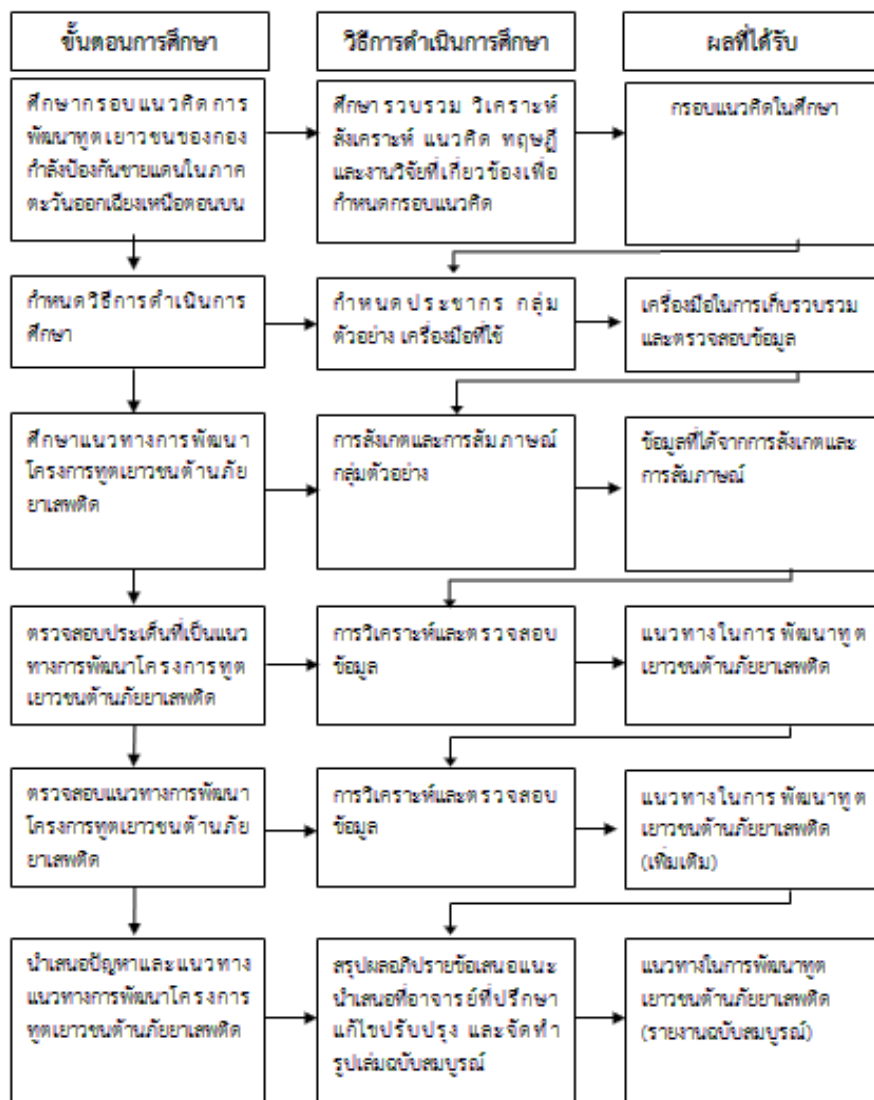 ขั้นตอนการศึกษา
วิธีการดำเนินการศึกษา
ผลที่ได้รับ
ศึกษากรอบแนวคิดการ
พัฒนาทูตเยาวชนของกอง
กำลังป้องกันชายแดนในภาค
ตะวันออกเฉียงเหนือตอนบน
ศึกษา รวบรวม วิเคราะห์
สังเคราะห์ แนวคิด ทฤษฎี
และงานวิจัยที่เกี่ยวข้องเพื่อ
กำหนดกรอบแนวคิด
กรอบแนวคิดในศึกษา
กำหนดวิธีการดำเนินการ
ศึกษา
กำหนดประชากร กลุ่ม
ตัวอย่าง เครื่องมือที่ใช้
เครื่องมือในการเก็บรวบรวม
และตรวจสอบข้อมูล
ศึกษาแนวทางการพัฒนา
โครงการทูตเยาวชนต้านภัย
ยาเสพติด
การสังเกตและการสัมภาษณ์
กลุ่มตัวอย่าง
ข้อมูลที่ได้จากการสังเกตและ
การสัมภาษณ์
ตรวจสอบประเด็นที่เป็นแนว
ทางการพัฒนาโครงการทูต
เยาวชนต้านภัยยาเสพติด
การวิเคราะห์และตรวจสอบ
ข้อมูล
แนวทางในการ พัฒนาทูต
เยาวชนต้านภัยยาเสพติด
ตรวจสอบแนวทางการพัฒนา
โครงการทูตเยาวชนต้านภัย
ยาเสพติด
การวิเคราะห์และตรวจสอบ
ข้อมูล
แนวทางในการ พัฒนาทูต
เยาวชนต้านภัยยาเสพติด
(เพิ่มเติม)
นำเสนอปัญหาและแนวทาง
แนวทางการพัฒนาโครงการ
ทูตเยาวชนต้านภัยยาเสพติด
สรุปผลอภิปรายข้อเสนอแนะ
นำเสนอที่อาจารย์ที่ปรึกษา
แก้ไขปรับปรุง และจัดทำ
รูปเล่มฉบับสมบูรณ์
แนวทางในการพัฒนาทูต
เยาวชนต้านภัยยาเสพติด
(รายงานฉบับสมบูรณ์)